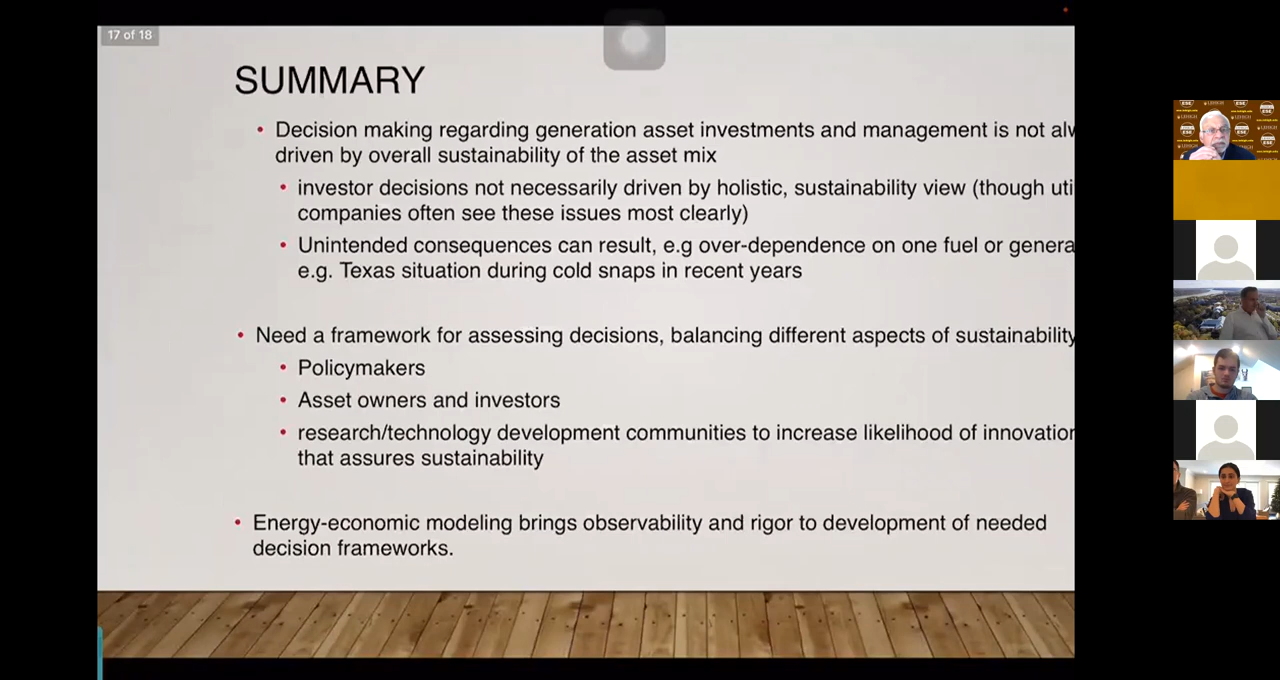 17 of 18
SUMMARY
• Decision making regarding generation asset investments and management is not alw
driven by overall sustainability of the asset mix
• investor decisions not necessarily driven by holistic, sustainability view (though uti
companies often see these issues most clearly)
• Unintended consequences can result, e.g over-dependence on one fuel or genera
e.g. Texas situation during cold snaps in recent years
• Need a framework for assessing decisions, balancing different aspects of sustainability
• Policymakers
• Asset owners and investors
• research/technology development communities to increase likelihood of innovation
that assures sustainability
• Energy-economic modeling brings observability and rigor to development of needed
decision frameworks.